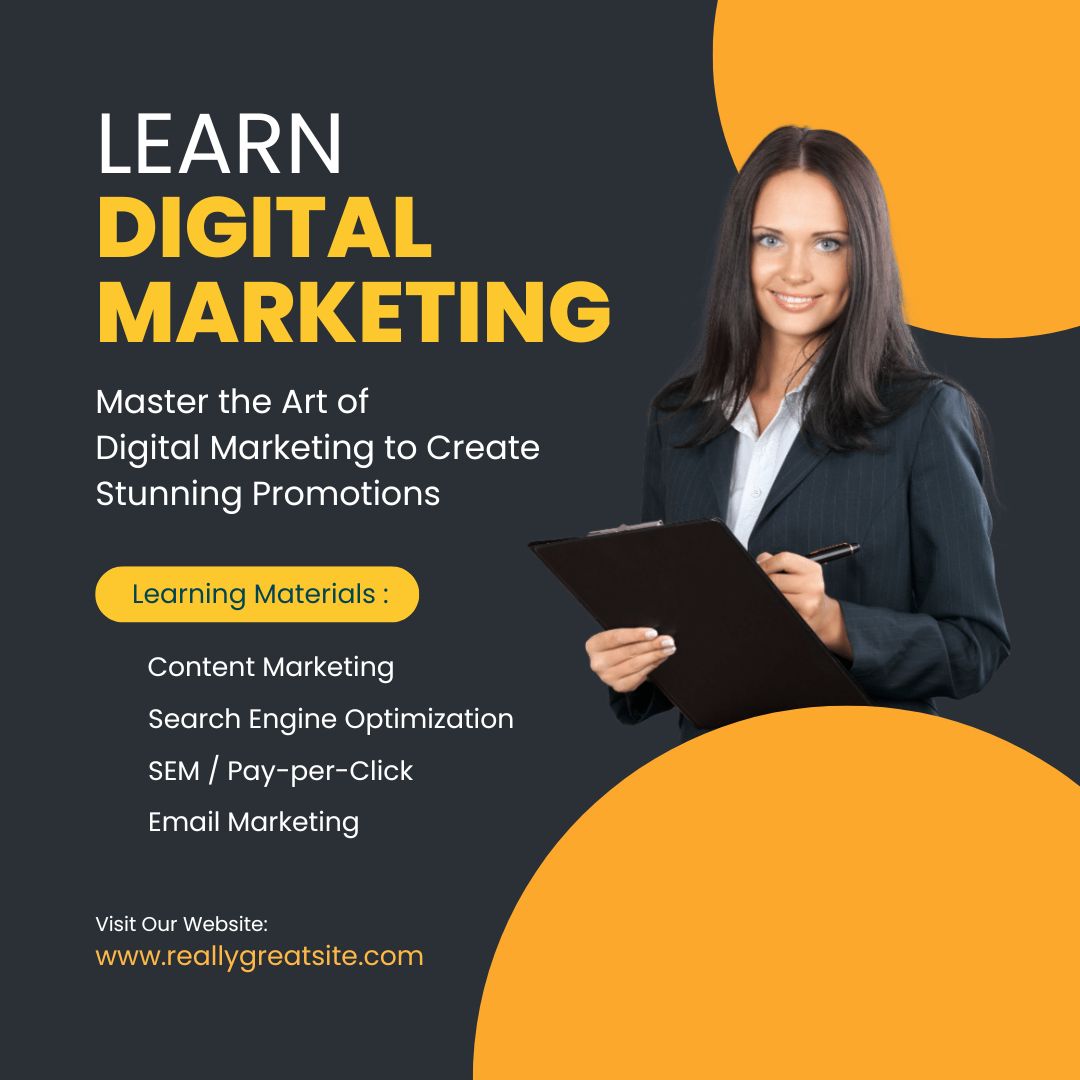 LEARN
DIGITAL
MARKETING
Master the Art of
Digital Marketing to Create
Stunning Promotions
Learning Materials :
Content Marketing
Search Engine Optimization
SEM / Pay-per-Click
Email Marketing
Visit Our Website:
www.reallygreatsite.com